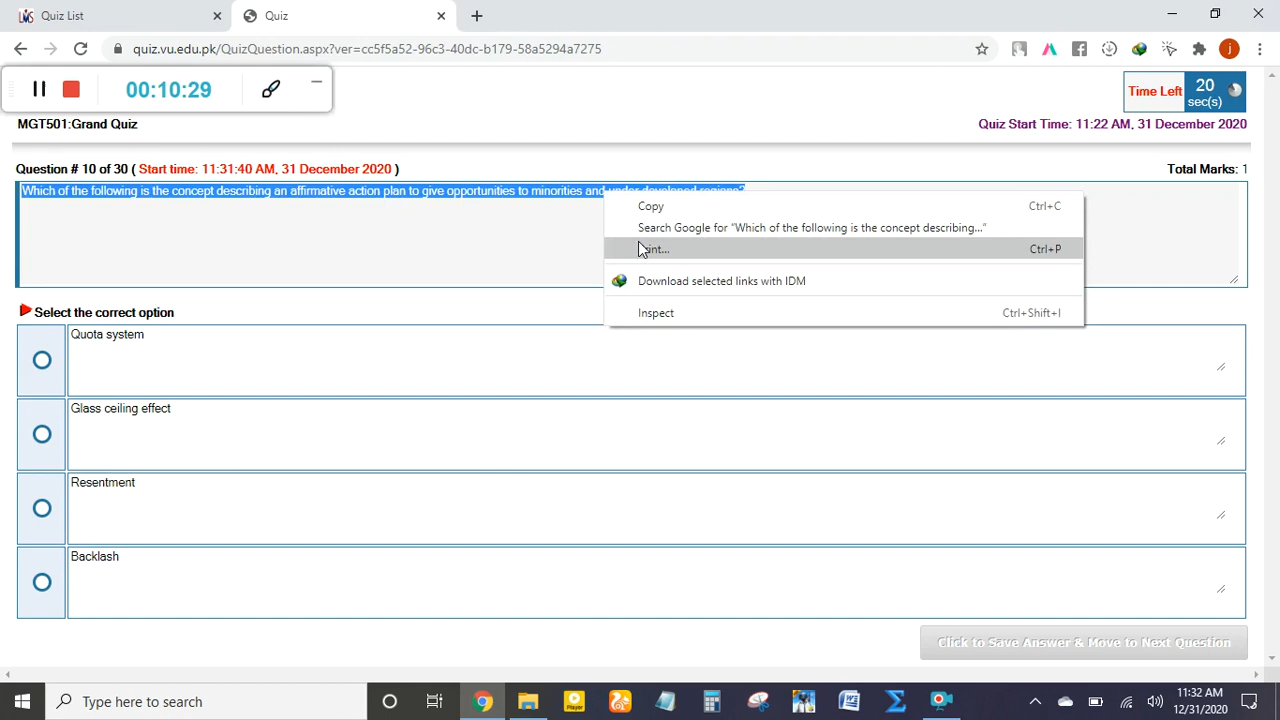 Quiz List
Quiz
quiz.vu.edu.pk/QuizQuestion.aspx?ver=cc5f5a52-96c3-40dc-b179-58a5294a7275
j
00:10:29
Time Left 20 sec(s)
MGT501:Grand Quiz
Quiz Start Time: 11:22 AM, 31 December 2020
Question # 10 of 30 ( Start time: 11:31:40 AM, 31 December 2020 )
Total Marks: 1
Which of the following is the concept describing an affirmative action plan to give opportunities to minorities and under developed regions?
Copy Ctrl+C
Search Google for “Which of the following is the concept describing...”
Ctrl+P
Download selected links with IDM
Inspect Ctrl+Shift+I
Select the correct option
Quota system
Glass ceiling effect
Resentment
Backlash
Click to Save Answer & Move to Next Question
Type here to search
11:32 AM
12/31/2020